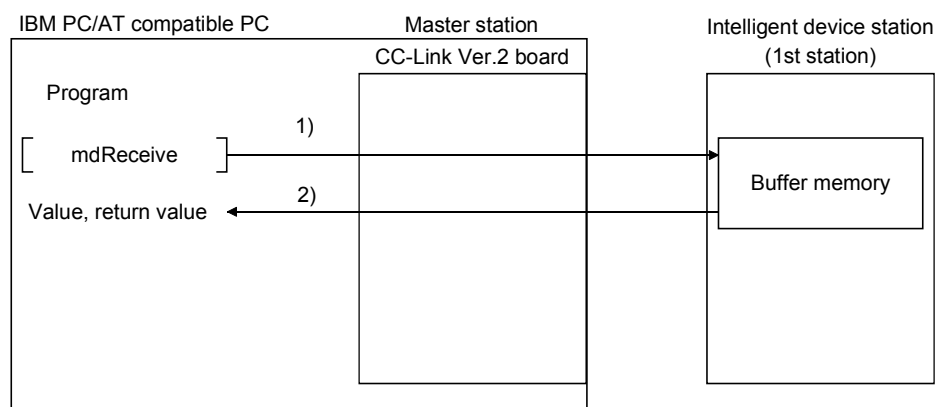 IBM PC/AT compatible PC
Master station
Intelligent device station
(1st station)
CC-Link Ver.2 board
Program
1)
mdReceive
Buffer memory
2)
Value, return value